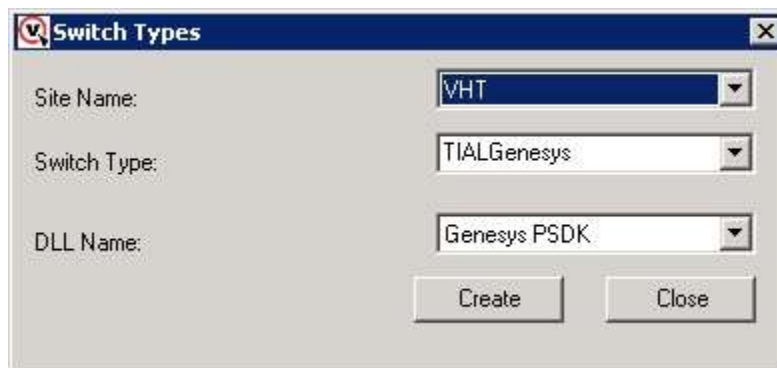 Switch Types
Site Name: VHT
Switch Type: TIALGenesys
DLL Name: Genesys PSDK
Create Close